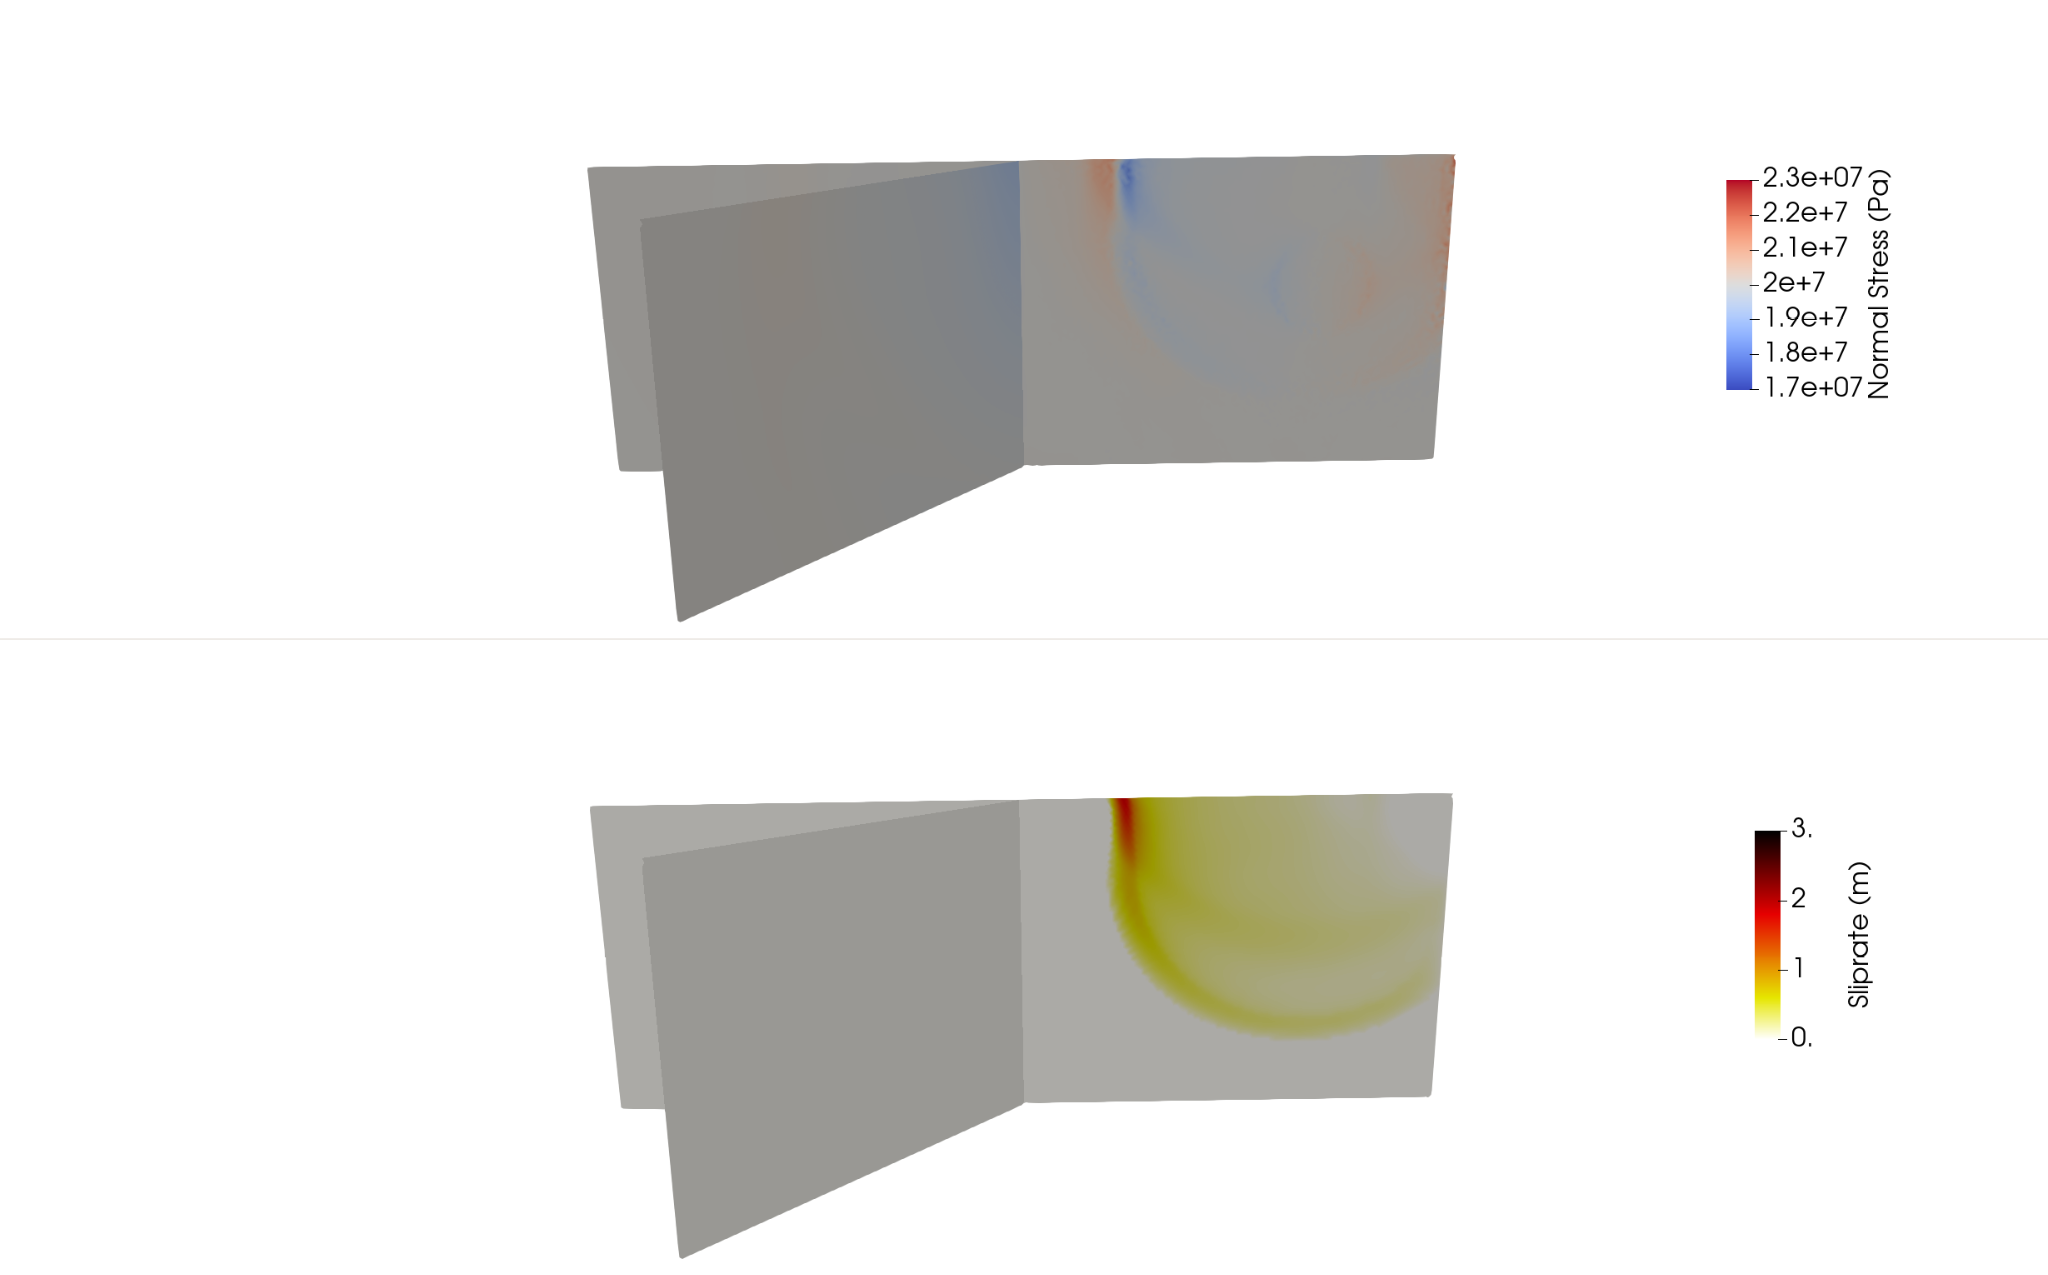 2.3e+07
2.2e+7
2.1e+7
2e+7
1.9e+7
1.8e+7
1.7e+07
Normal Stress (Pa)
3.
2
1
0.
Sliprate (m)